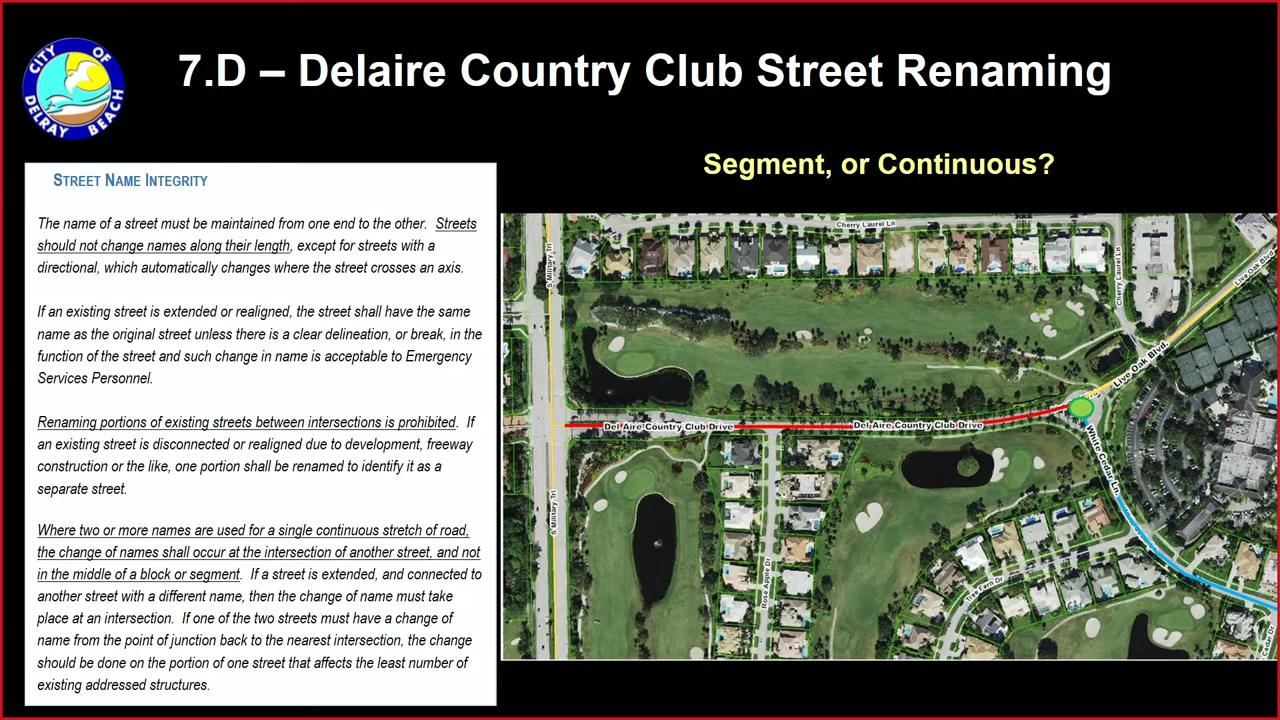 CITY OF
DELRAY BEACH
7.D – Delaire Country Club Street Renaming
STREET NAME INTEGRITY
The name of a street must be maintained from one end to the other. Streets
should not change names along their length, except for streets with a
directional, which automatically changes where the street crosses an axis.
If an existing street is extended or realigned, the street shall have the same
name as the original street unless there is a clear delineation, or break, in the
function of the street and such change in name is acceptable to Emergency
Services Personnel.
Renaming portions of existing streets between intersections is prohibited. If
an existing street is disconnected or realigned due to development, freeway
construction or the like, one portion shall be renamed to identify it as a
separate street.
Where two or more names are used for a single continuous stretch of road,
the change of names shall occur at the intersection of another street, and not
in the middle of a block or segment. If a street is extended, and connected to
another street with a different name, then the change of name must take
place at an intersection. If one of the two streets must have a change of
name from the point of junction back to the nearest intersection, the change
should be done on the portion of one street that affects the least number of
existing addressed structures.
Segment, or Continuous?
Cherry Laurel Ln
S Military Trl
Cherry Laurel Ln
Live Oak Blvd.
Live Oak Blvd.
Del Aire Country Club Drive
Del Aire Country Club Drive
White Cedar Ln.
S Military Trl
Rose Apple Dr
Tree Fern Dr
Cedar Dr